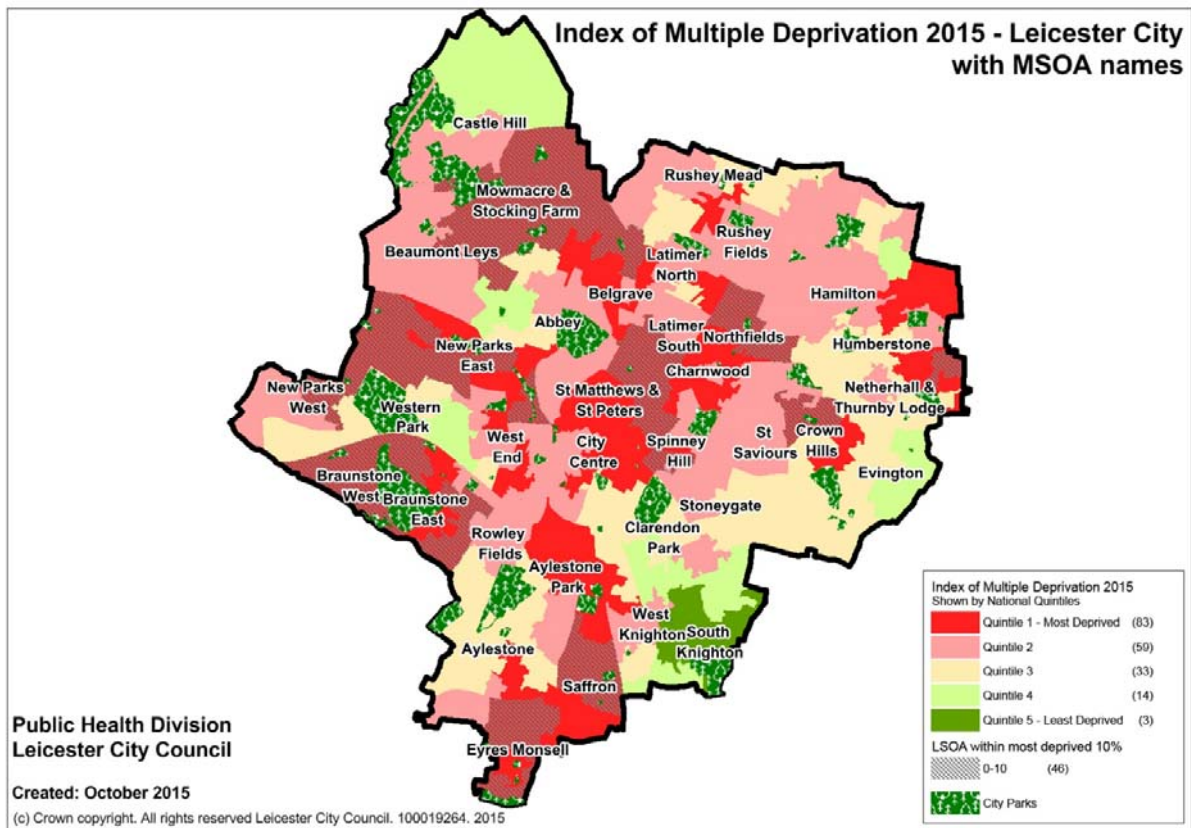 Index of Multiple Deprivation 2015 - Leicester City
with MSOA names
Castle Hill
Rushey Mead
Mowmacre &
Stocking Farm
Rushey
Fields
Beaumont Leys
Latimer
North
Belgrave
Hamilton
Abbey
Latimer
South
Northfields
New Parks
East
Humberstone
Charnwood
New Parks
West
St Matthews &
St Peters
Netherhall &
Thurnby Lodge
Western
Park
West
End
City
Centre
Spinney
Hill
St
Saviours
Crown
Hills
Evington
Braunstone
West
Braunstone
East
Stoneygate
Rowley
Fields
Clarendon
Park
Aylestone
Park
West
Knighton
South
Knighton
Aylestone
Saffron
Eyres Monsell
Index of Multiple Deprivation 2015
Shown by National Quintiles
Quintile 1 - Most Deprived (83)
Quintile 2 (59)
Quintile 3 (33)
Quintile 4 (14)
Quintile 5 - Least Deprived (3)
LSOA within most deprived 10%
0-10 (46)
City Parks
Public Health Division
Leicester City Council
Created: October 2015
(c) Crown copyright. All rights reserved Leicester City Council. 100019264. 2015